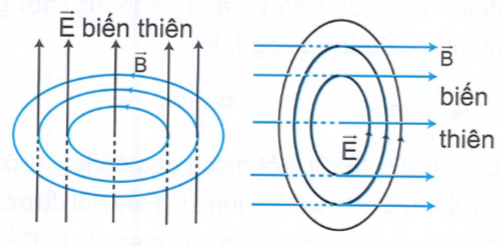 E⃗ biến thiên
B⃗
E⃗
B⃗
biến
thiên